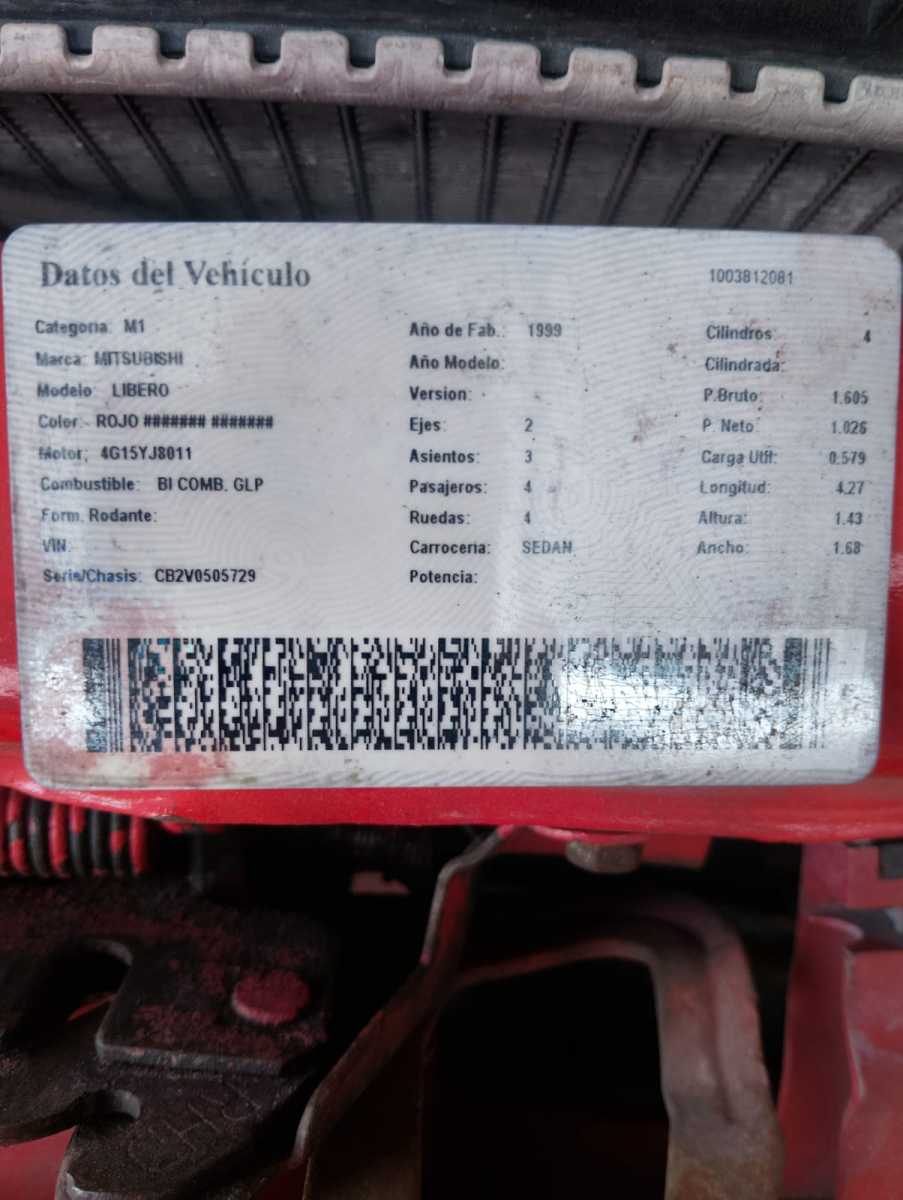 Datos del Vehículo
1003812081
Categoria: M1
Marca: MITSUBISHI
Modelo: LIBERO
Color: ROJO ####### #######
Motor: 4G15YJ8011
Combustible: BI COMB. GLP
Form. Rodante:
VIN:
Serie/Chasis: CB2V0505729
Año de Fab.: 1999
Año Modelo:
Version:
Ejes: 2
Asientos: 3
Pasajeros: 4
Ruedas: 4
Carroceria: SEDAN
Potencia:
Cilindros: 4
Cilindrada:
P.Bruto: 1.605
P. Neto: 1.026
Carga Util: 0.579
Longitud: 4.27
Altura: 1.43
Ancho: 1.68